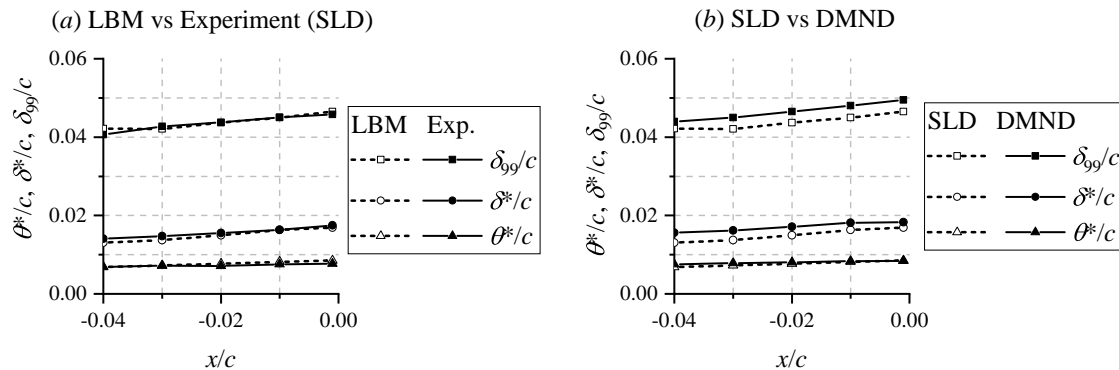 (a) LBM vs Experiment (SLD)
0.06
0.04
0.02
0.00
-0.04
-0.02
0.00
x/c
θ*/c, δ*/c, δ99/c
LBM Exp.
δ99/c
δ*/c
θ*/c
(b) SLD vs DMND
0.06
0.04
0.02
0.00
-0.04
-0.02
0.00
x/c
θ*/c, δ*/c, δ99/c
SLD DMND
δ99/c
δ*/c
θ*/c